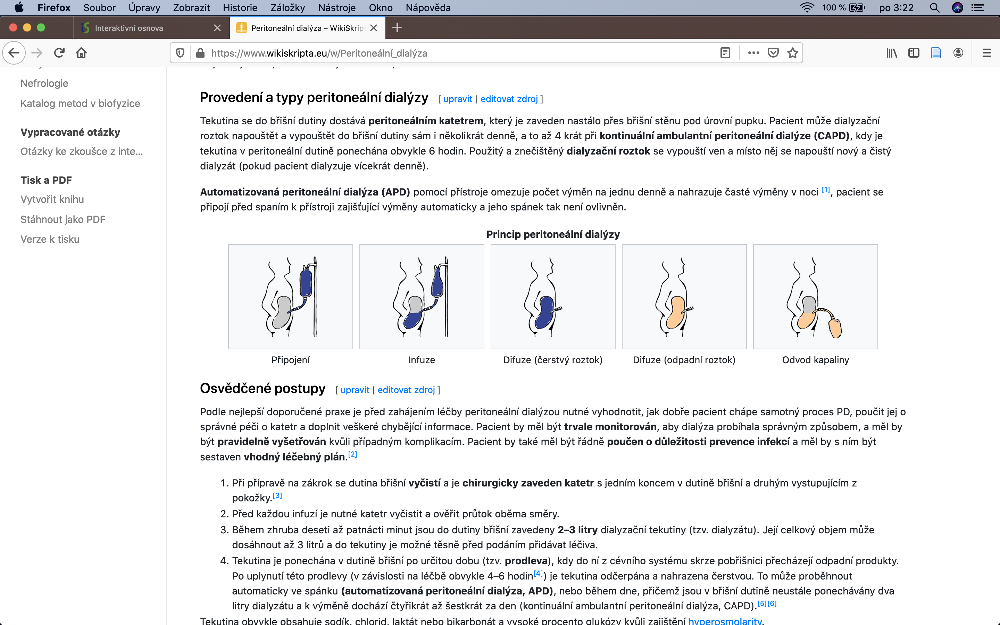 Firefox Soubor Úpravy Zobrazit Historie Záložky Nástroje Okno Nápověda 100 % po 3:22
Interaktivní osnova
Peritoneální dialýza – WikiSkript
https://www.wikiskripta.eu/w/Peritoneální_dialýza
Nefrologie
Katalog metod v biofyzice
Vypracované otázky
Otázky ke zkoušce z inte...
Tisk a PDF
Vytvořit knihu
Stáhnout jako PDF
Verze k tisku
Provedení a typy peritoneální dialýzy [ upravit | editovat zdroj ]
Tekutina se do břišní dutiny dostává peritoneálním katetrem, který je zaveden nastálo přes břišní stěnu pod úrovní pupku. Pacient může dialyzační
roztok napouštět a vypouštět do břišní dutiny sám i několikrát denně, a to až 4 krát při kontinuální ambulantní peritoneální dialýze (CAPD), kdy je
tekutina v peritoneální dutině ponechána obvykle 6 hodin. Použitý a znečištěný dialyzační roztok se vypouští ven a místo něj se napouští nový a čistý
dialyzát (pokud pacient dialyzuje vícekrát denně).
Automatizovaná peritoneální dialýza (APD) pomocí přístroje omezuje počet výměn na jednu denně a nahrazuje časté výměny v noci [1], pacient se
připojí před spaním k přístroji zajišťující výměny automaticky a jeho spánek tak není ovlivněn.
Princip peritoneální dialýzy
Připojení
Infuze
Difuze (čerstvý roztok)
Difuze (odpadní roztok)
Odvod kapaliny
Osvědčené postupy [ upravit | editovat zdroj ]
Podle nejlepší doporučené praxe je před zahájením léčby peritoneální dialýzou nutné vyhodnotit, jak dobře pacient chápe samotný proces PD, poučit jej o
správné péči o katetr a doplnit veškeré chybějící informace. Pacient by měl být trvale monitorován, aby dialýza probíhala správným způsobem, a měl by
být pravidelně vyšetřován kvůli případným komplikacím. Pacient by také měl být řádně poučen o důležitosti prevence infekcí a měl by s ním být
sestaven vhodný léčebný plán.[2]
1. Při přípravě na zákrok se dutina břišní vyčistí a je chirurgicky zaveden katetr s jedním koncem v dutině břišní a druhým vystupujícím z
pokožky.[3]
2. Před každou infuzí je nutné katetr vyčistit a ověřit průtok oběma směry.
3. Během zhruba deseti až patnácti minut jsou do dutiny břišní zavedeny 2–3 litry dialyzační tekutiny (tzv. dialyzátu). Její celkový objem může
dosáhnout až 3 litrů a do tekutiny je možné těsně před podáním přidávat léčiva.
4. Tekutina je ponechána v dutině břišní po určitou dobu (tzv. prodleva), kdy do ní z cévního systému skrze pobřišnici přecházejí odpadní produkty.
Po uplynutí této prodlevy (v závislosti na léčbě obvykle 4–6 hodin[4]) je tekutina odčerpána a nahrazena čerstvou. To může proběhnout
automaticky ve spánku (automatizovaná peritoneální dialýza, APD), nebo během dne, přičemž jsou v břišní dutině neustále ponechávány dva
litry dialyzátu a k výměně dochází čtyřikrát až šestkrát za den (kontinuální ambulantní peritoneální dialýza, CAPD).[5][6]
Tekutina obvykle obsahuje sodík, chlorid, laktát nebo bikarbonát a vysoké procento glukózy kvůli zajištění hyperosmolarity.